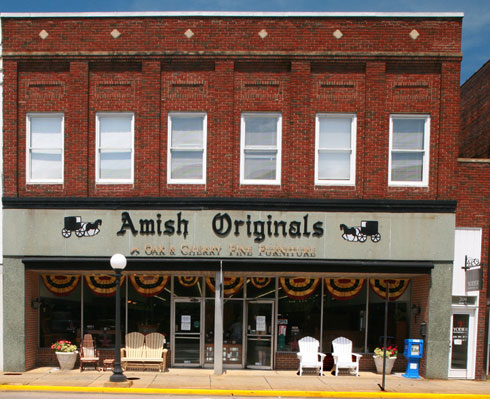 Amish Originals
OAK & CHERRY FINE FURNITURE